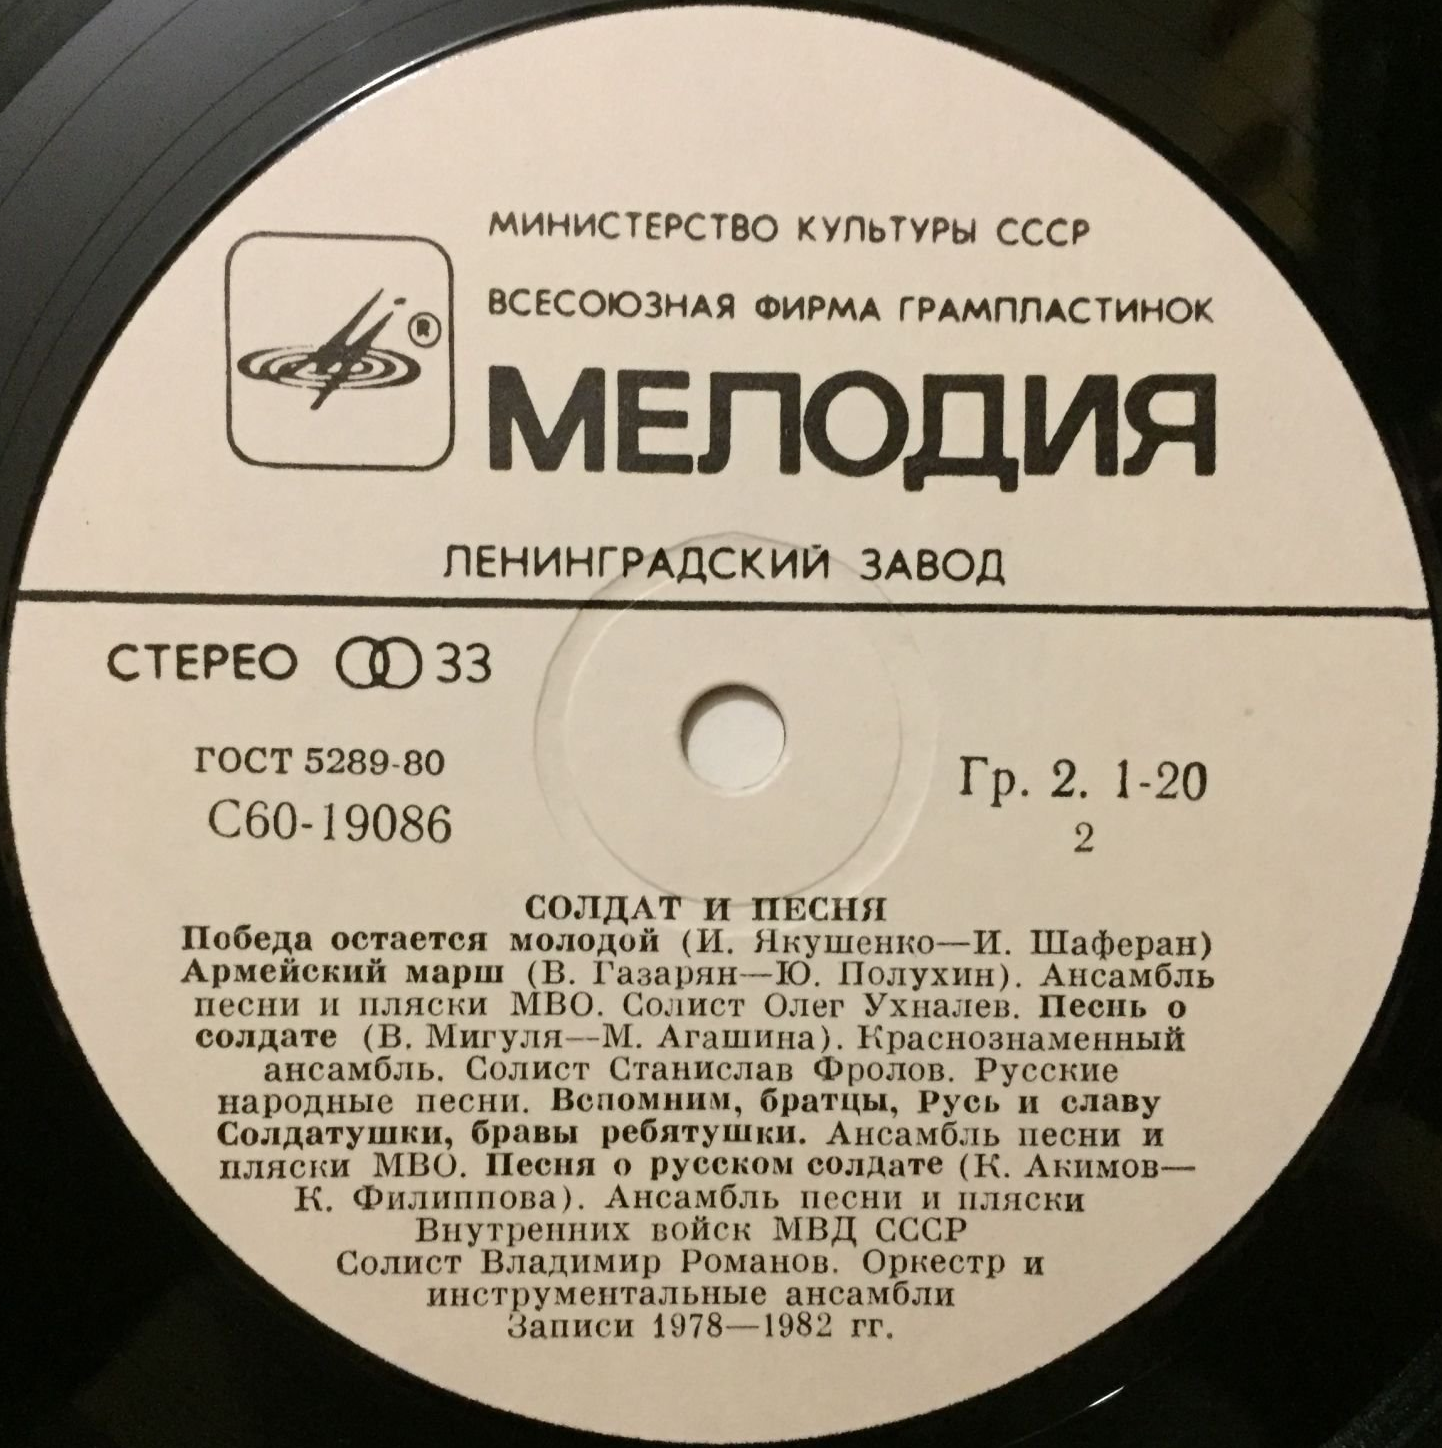 МИНИСТЕРСТВО КУЛЬТУРЫ СССР
ВСЕСОЮЗНАЯ ФИРМА ГРАМПЛАСТИНОК
®
МЕЛОДИЯ
ЛЕНИНГРАДСКИЙ ЗАВОД
СТЕРЕО 33
ГОСТ 5289-80
С60-19086
Гр. 2. 1-20
2
СОЛДАТ И ПЕСНЯ
Победа остается молодой (И. Якушенко—И. Шаферан)
Армейский марш (В. Газарян—Ю. Полухин). Ансамбль
песни и пляски МВО. Солист Олег Ухналев. Песнь о
солдате (В. Мигуля—М. Агашина). Краснознаменный
ансамбль. Солист Станислав Фролов. Русские
народные песни. Вспомним, братцы, Русь и славу
Солдатушки, бравы ребятушки. Ансамбль песни и
пляски МВО. Песня о русском солдате (К. Акимов—
К. Филиппова). Ансамбль песни и пляски
Внутренних войск МВД СССР
Солист Владимир Романов. Оркестр и
инструментальные ансамбли
Записи 1978—1982 гг.